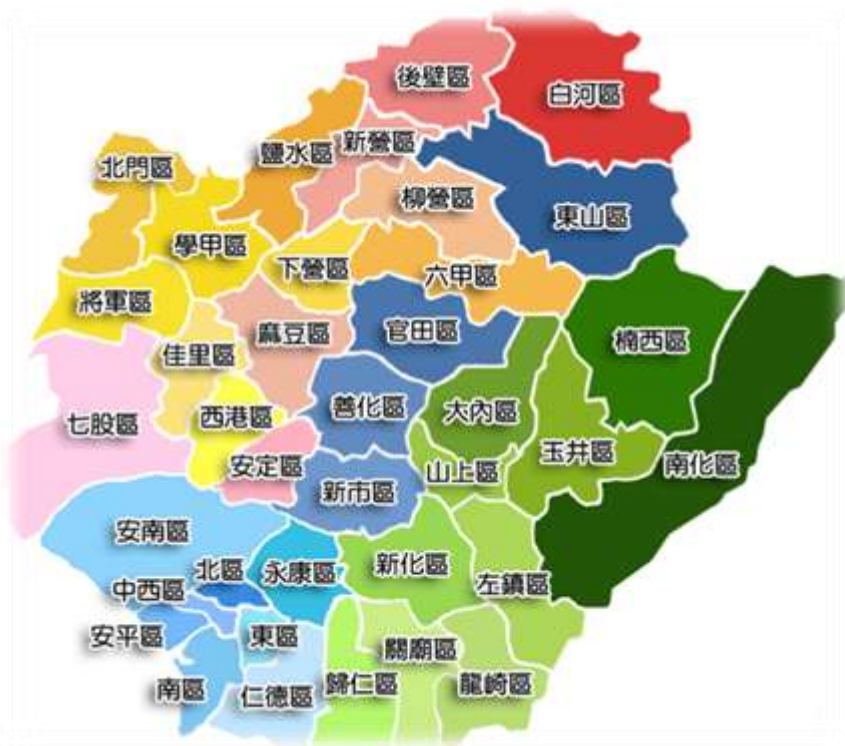 後壁區
白河區
新營區
鹽水區
北門區
柳營區
東山區
學甲區
下營區
六甲區
將軍區
麻豆區
官田區
楠西區
佳里區
七股區
西港區
善化區
大內區
玉井區
安定區
山上區
南化區
新市區
安南區
北區
永康區
新化區
左鎮區
中西區
安平區
東區
關廟區
南區
仁德區
歸仁區
龍崎區